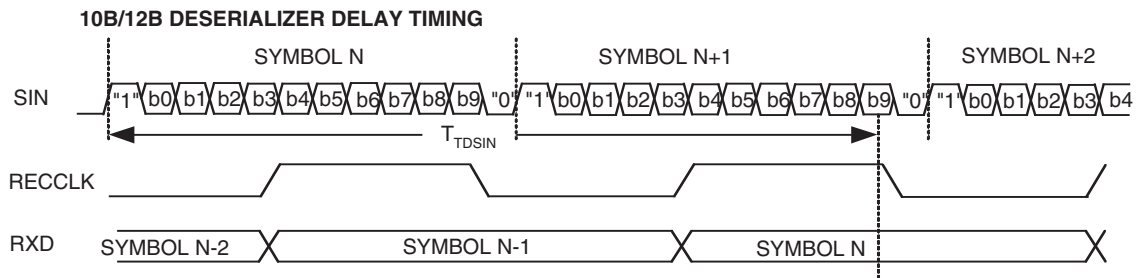 10B/12B DESERIALIZER DELAY TIMING
SYMBOL N SYMBOL N+1 SYMBOL N+2
SIN "1" b0 b1 b2 b3 b4 b5 b6 b7 b8 b9 "0" "1" b0 b1 b2 b3 b4 b5 b6 b7 b8 b9 "0" "1" b0 b1 b2 b3 b4
TTDSIN
RECCLK
RXD SYMBOL N-2 SYMBOL N-1 SYMBOL N